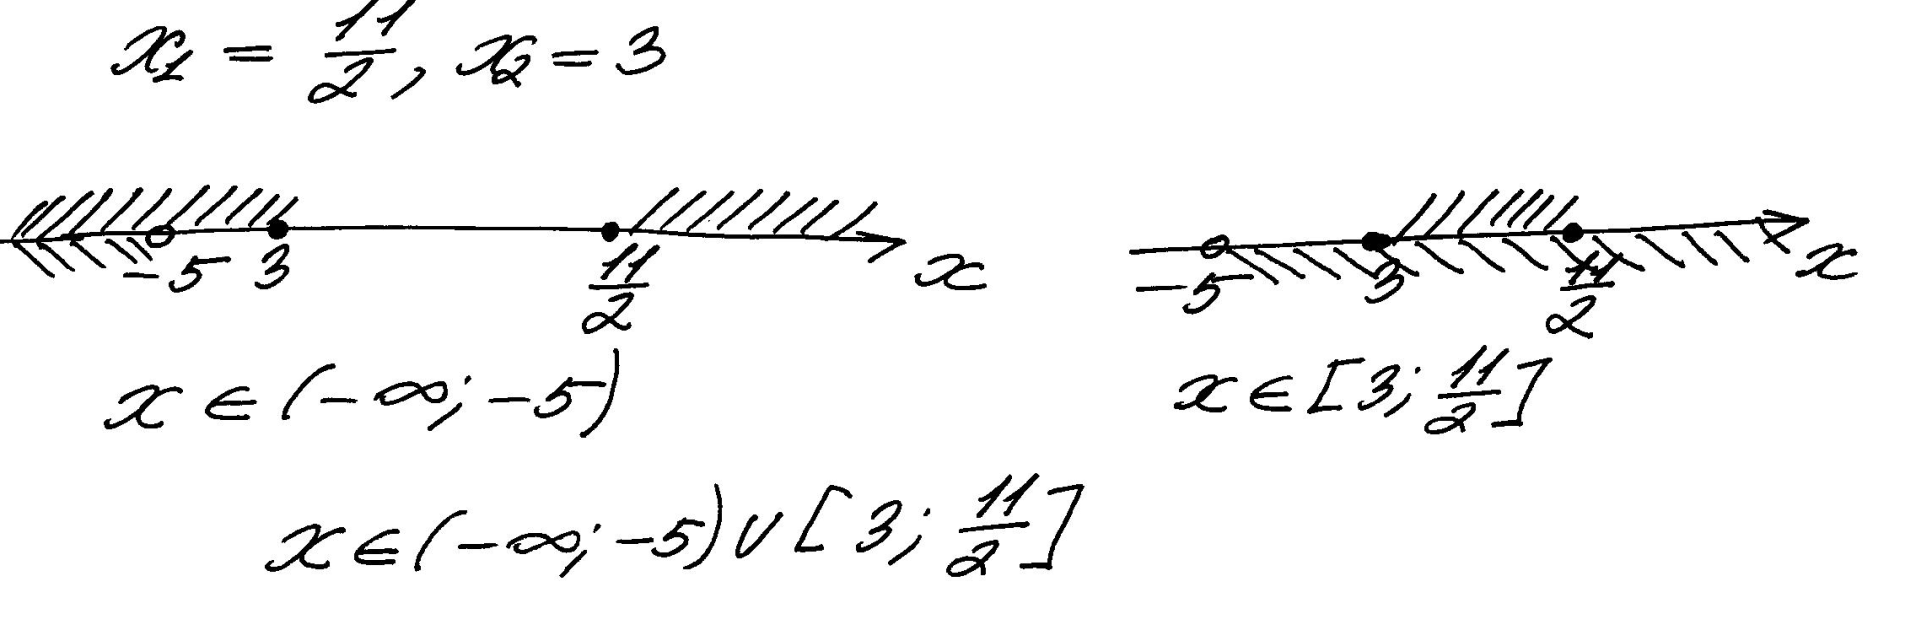 x₁ = 11/2, x₂ = 3
-5 3 11/2 x
-5 3 11/2 x
x ∈ (-∞; -5)
x ∈ [3; 11/2]
x ∈ (-∞; -5) ∪ [3; 11/2]